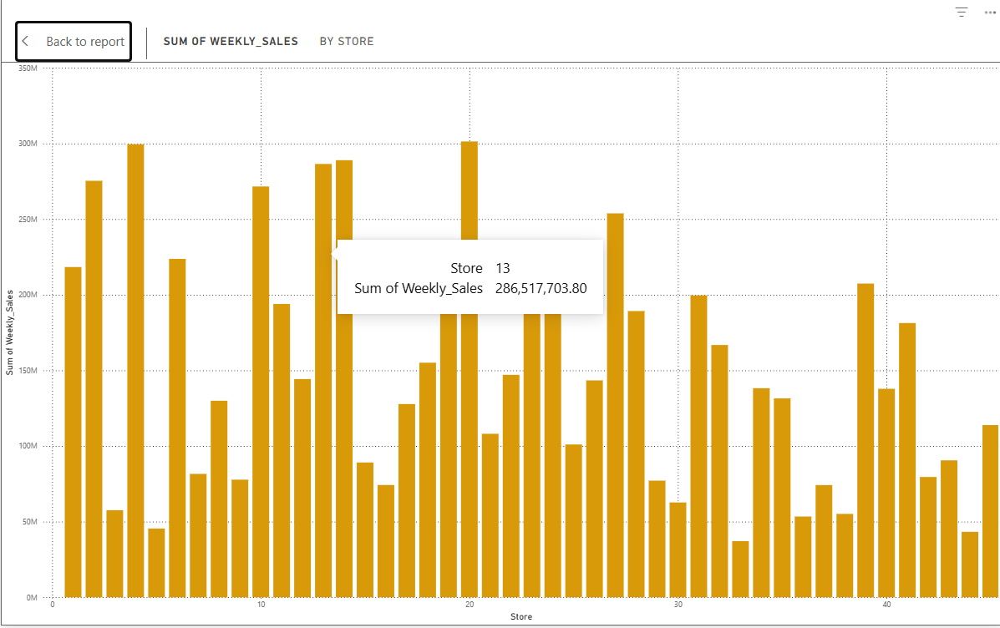 Back to report
SUM OF WEEKLY_SALES BY STORE
350M
300M
250M
200M
150M
100M
50M
0M
Sum of Weekly_Sales
Store 13
Sum of Weekly_Sales 286,517,703.80
0 10 20 30 40
Store